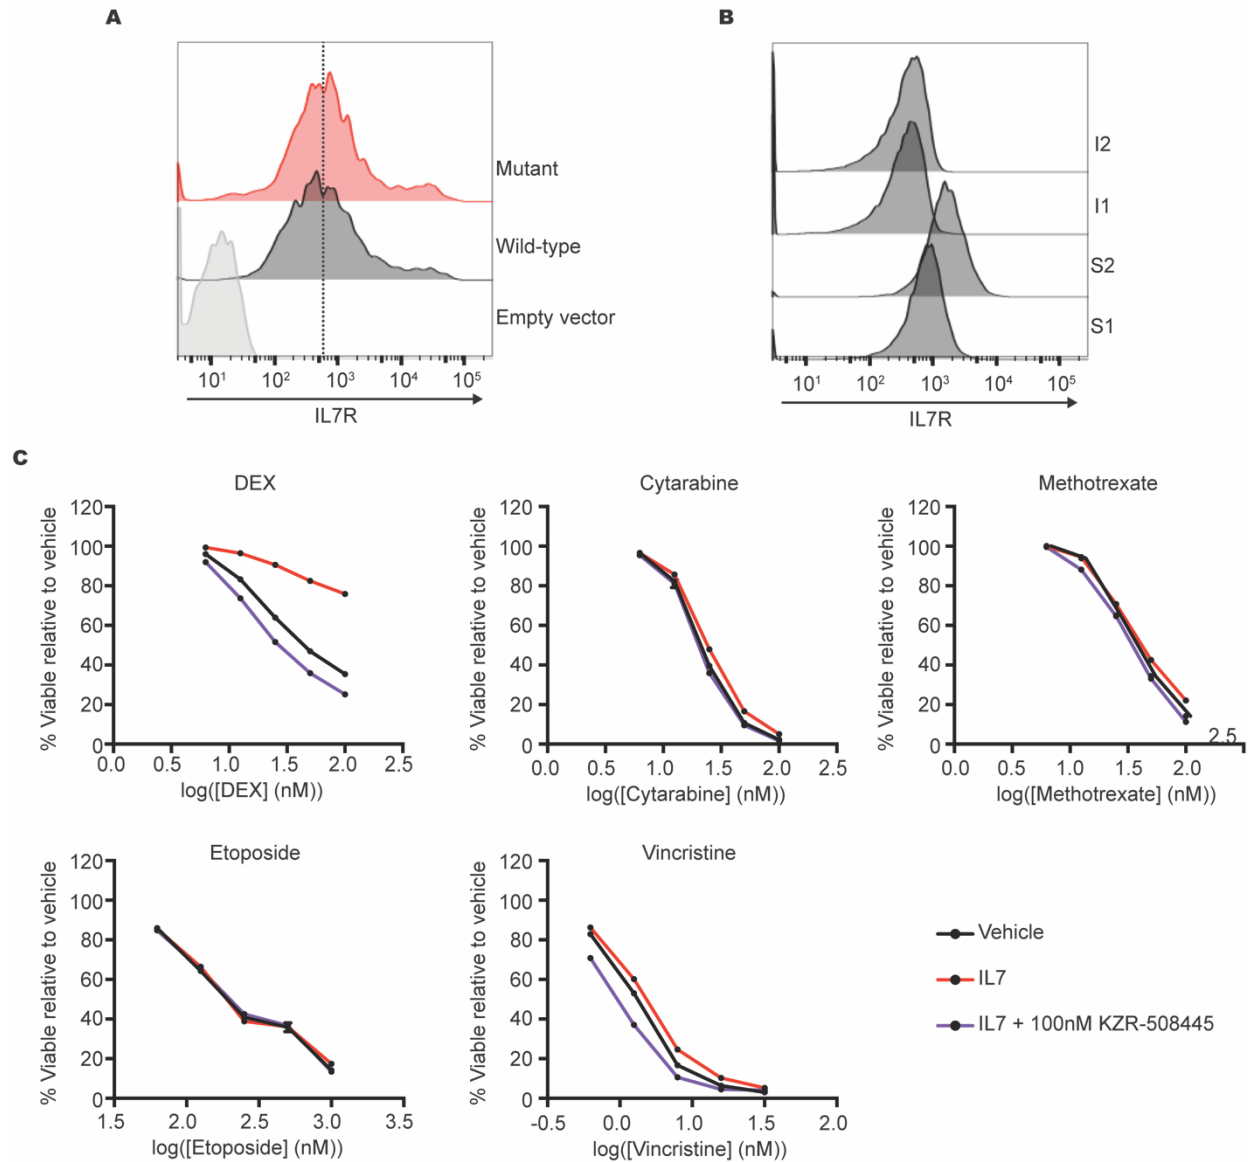 A
Mutant
Wild-type
Empty vector
10¹ 10² 10³ 10⁴ 10⁵
IL7R
B
I2
I1
S2
S1
10¹ 10² 10³ 10⁴ 10⁵
IL7R
C
DEX
% Viable relative to vehicle
120
100
80
60
40
20
0
0.0 0.5 1.0 1.5 2.0 2.5
log([DEX] (nM))
Cytarabine
% Viable relative to vehicle
120
100
80
60
40
20
0
0.0 0.5 1.0 1.5 2.0 2.5
log([Cytarabine] (nM))
Methotrexate
% Viable relative to vehicle
120
100
80
60
40
20
0
2.5
0.0 0.5 1.0 1.5 2.0
log([Methotrexate] (nM))
Etoposide
% Viable relative to vehicle
120
100
80
60
40
20
0
1.5 2.0 2.5 3.0 3.5
log([Etoposide] (nM))
Vincristine
% Viable relative to vehicle
120
100
80
60
40
20
0
-0.5 0.0 1.0 1.5 2.0
log([Vincristine] (nM))
Vehicle
IL7
IL7 + 100nM KZR-508445